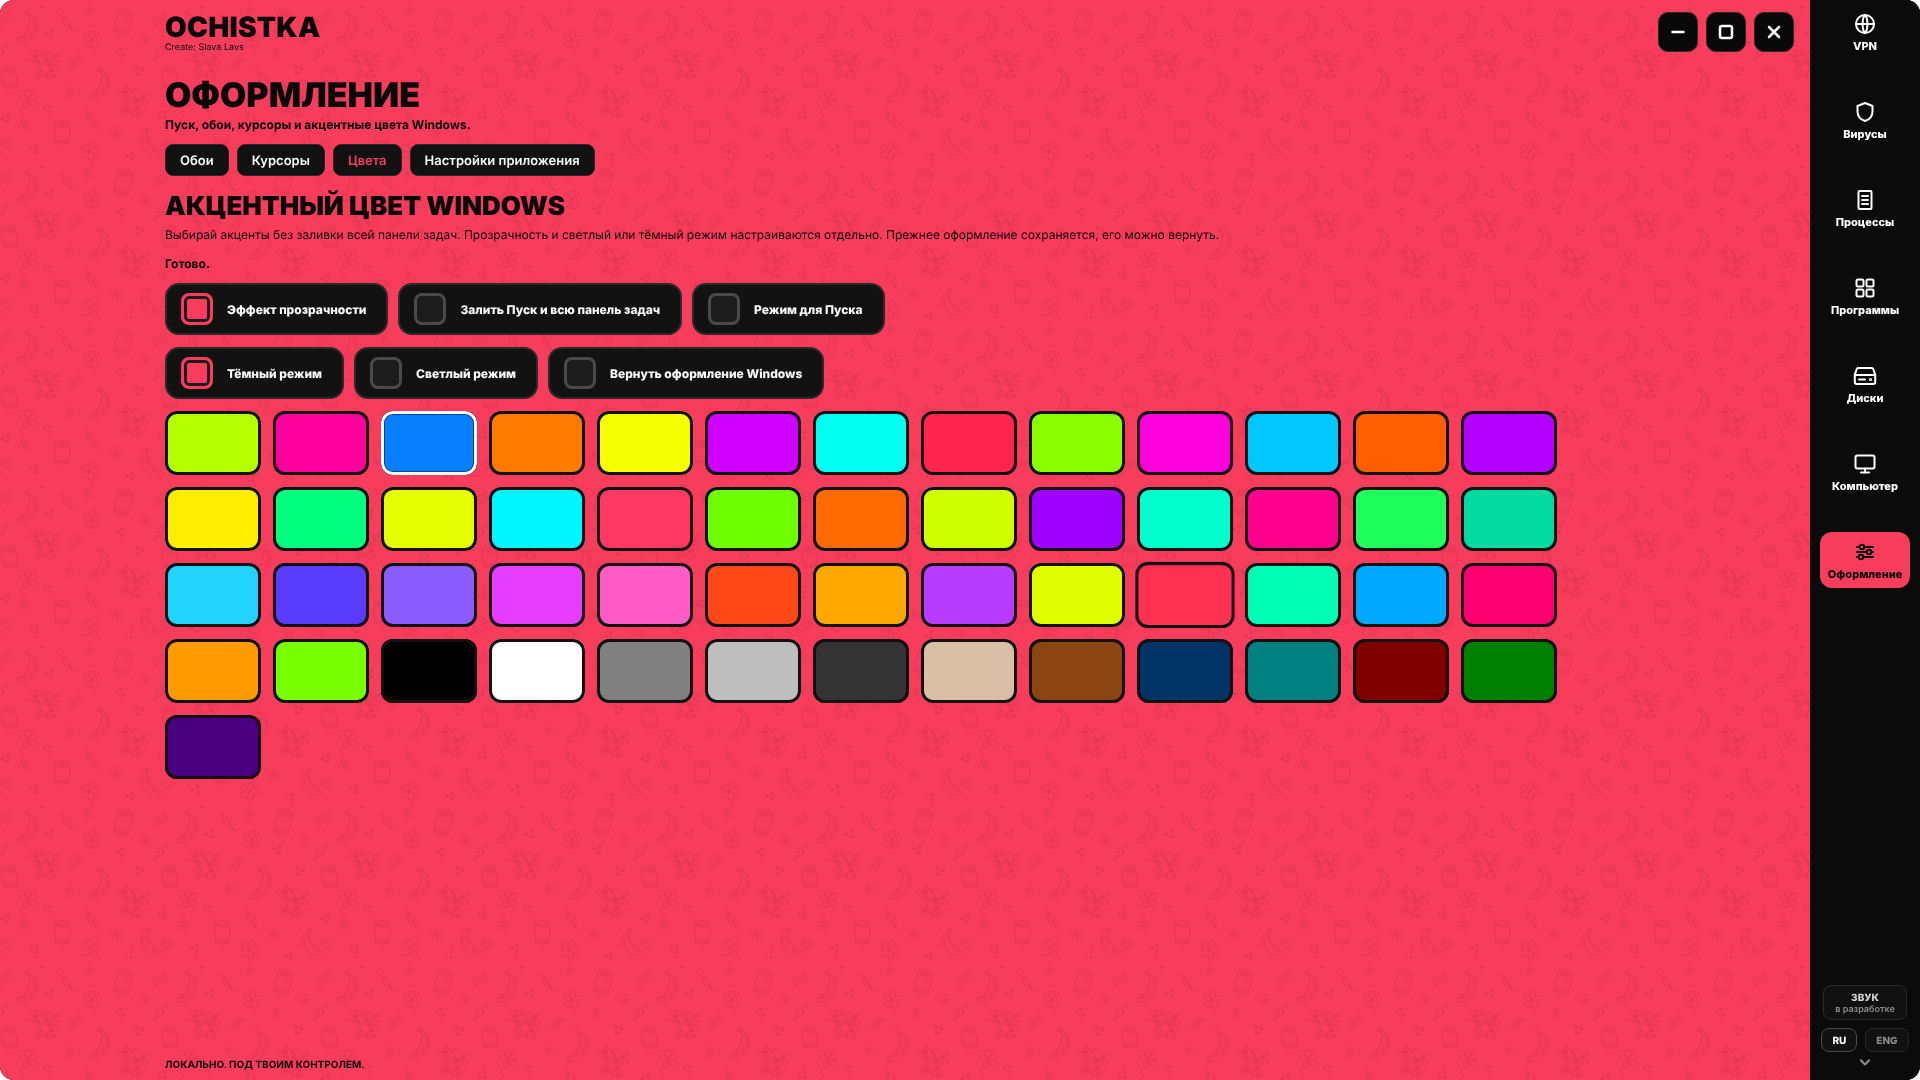 OCHISTKA
Create: Slava Lavs
ОФОРМЛЕНИЕ
Пуск, обои, курсоры и акцентные цвета Windows.
Обои Курсоры Цвета Настройки приложения
АКЦЕНТНЫЙ ЦВЕТ WINDOWS
Выбирай акценты без заливки всей панели задач. Прозрачность и светлый или тёмный режим настраиваются отдельно. Прежнее оформление сохраняется, его можно вернуть.
Готово.
Эффект прозрачности Залить Пуск и всю панель задач Режим для Пуска
Тёмный режим Светлый режим Вернуть оформление Windows
ЛОКАЛЬНО. ПОД ТВОИМ КОНТРОЛЕМ.
VPN
Вирусы
Процессы
Программы
Диски
Компьютер
Оформление
ЗВУК
в разработке
RU ENG